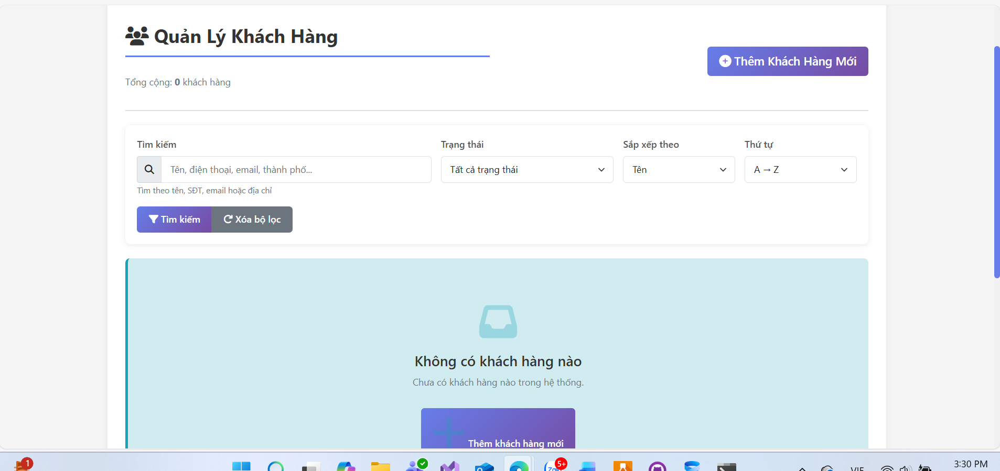 Quản Lý Khách Hàng
Thêm Khách Hàng Mới
Tổng cộng: 0 khách hàng
Tìm kiếm
Trạng thái
Sắp xếp theo
Thứ tự
Tên, điện thoại, email, thành phố...
Tất cả trạng thái
Tên
A → Z
Tìm theo tên, SĐT, email hoặc địa chỉ
Tìm kiếm
Xóa bộ lọc
Không có khách hàng nào
Chưa có khách hàng nào trong hệ thống.
Thêm khách hàng mới
1
5+
Zalo
VIE
3:30 PM